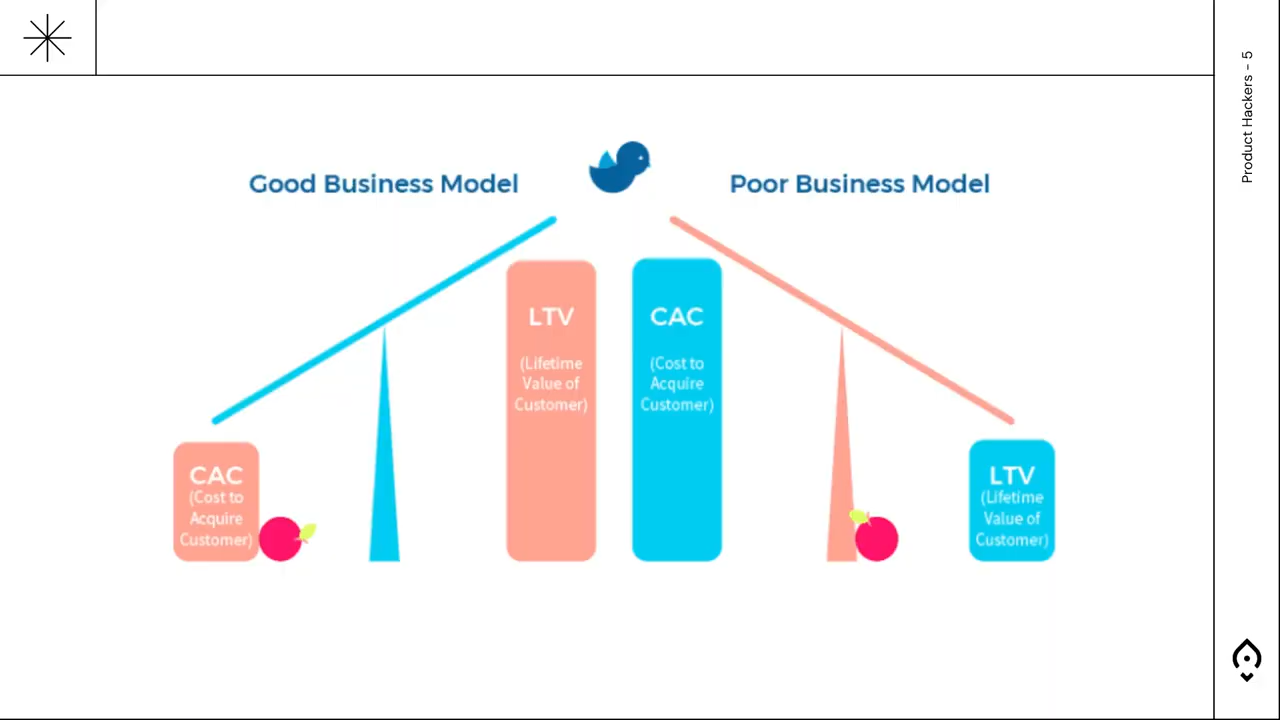 Product Hackers – 5
Good Business Model
Poor Business Model
LTV
(Lifetime
Value of
Customer)
CAC
(Cost to
Acquire
Customer)
CAC
(Cost to
Acquire
Customer)
LTV
(Lifetime
Value of
Customer)